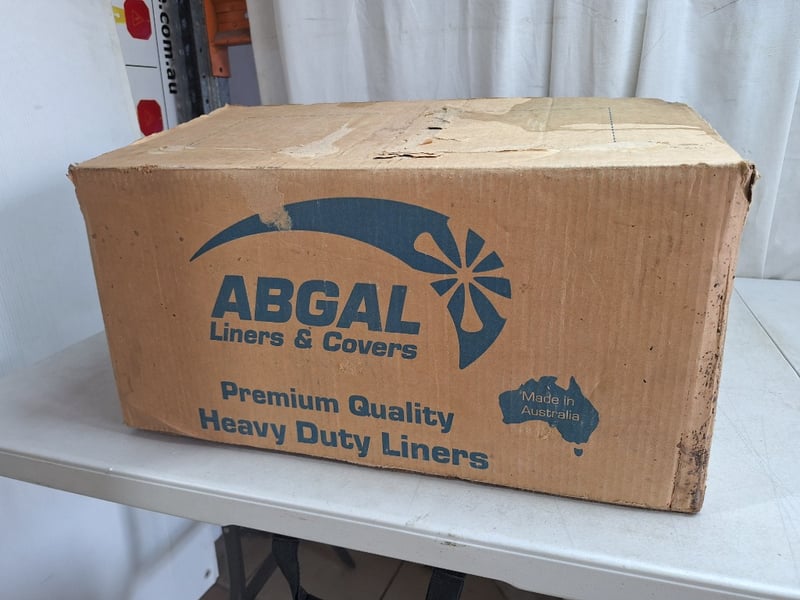 .com.au
ABGAL
Liners & Covers
Premium Quality
Heavy Duty Liners
Made in
Australia